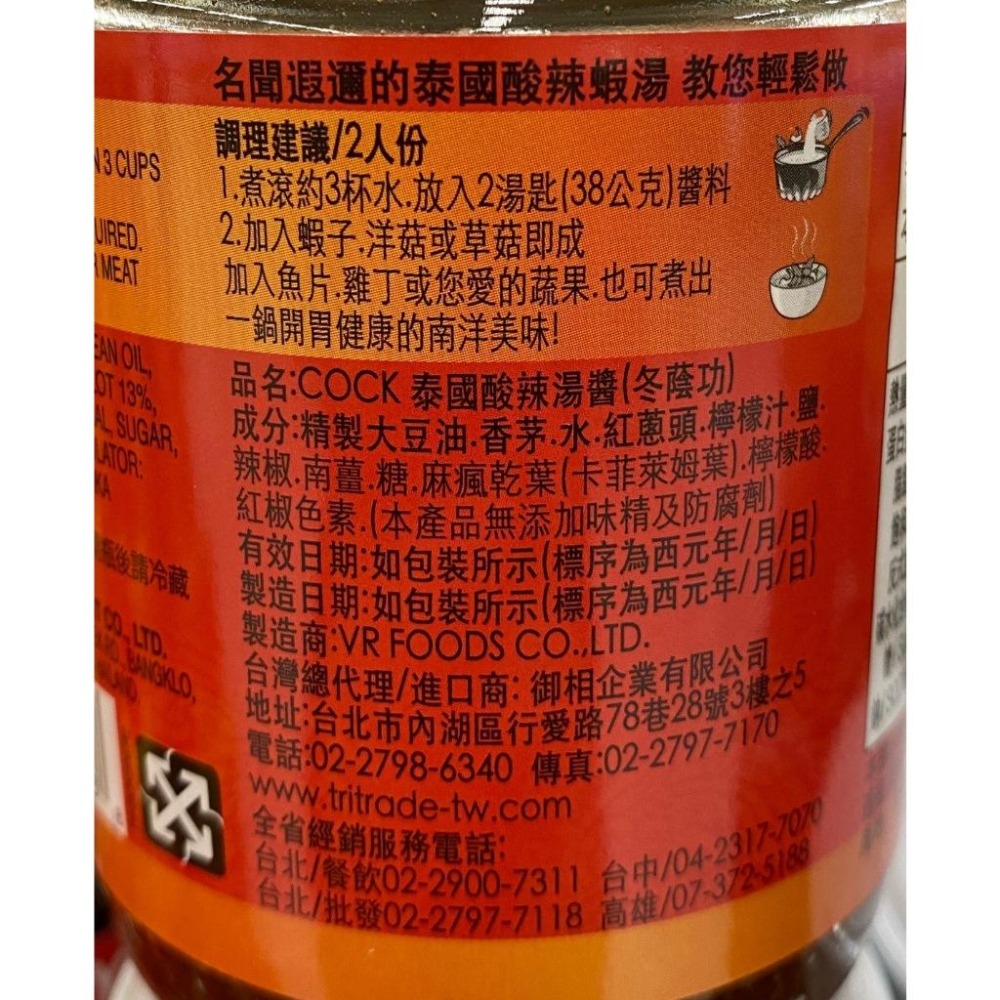 名聞遐邇的泰國酸辣蝦湯 教您輕鬆做
調理建議/2人份
1.煮滾約3杯水.放入2湯匙(38公克)醬料
2.加入蝦子.洋菇或草菇即成
加入魚片.雞丁或您愛的蔬果.也可煮出
一鍋開胃健康的南洋美味!
品名:COCK 泰國酸辣湯醬(冬蔭功)
成分:精製大豆油.香茅.水.紅蔥頭.檸檬汁.鹽.
辣椒.南薑.糖.麻瘋乾葉(卡菲萊姆葉).檸檬酸.
紅椒色素.(本產品無添加味精及防腐劑)
有效日期:如包裝所示(標序為西元年/月/日)
製造日期:如包裝所示(標序為西元年/月/日)
製造商:VR FOODS CO.,LTD.
台灣總代理/進口商: 御相企業有限公司
地址:台北市內湖區行愛路78巷28號3樓之5
電話:02-2798-6340 傳真:02-2797-7170
www.tritrade-tw.com
全省經銷服務電話:
台北/餐飲02-2900-7311 台中/04-2317-7070
台北/批發02-2797-7118 高雄/07-372-5188
3 CUPS
MEAT
OIL,
13%,
SUGAR,
後請冷藏
CO., LTD.
BANGKLO,